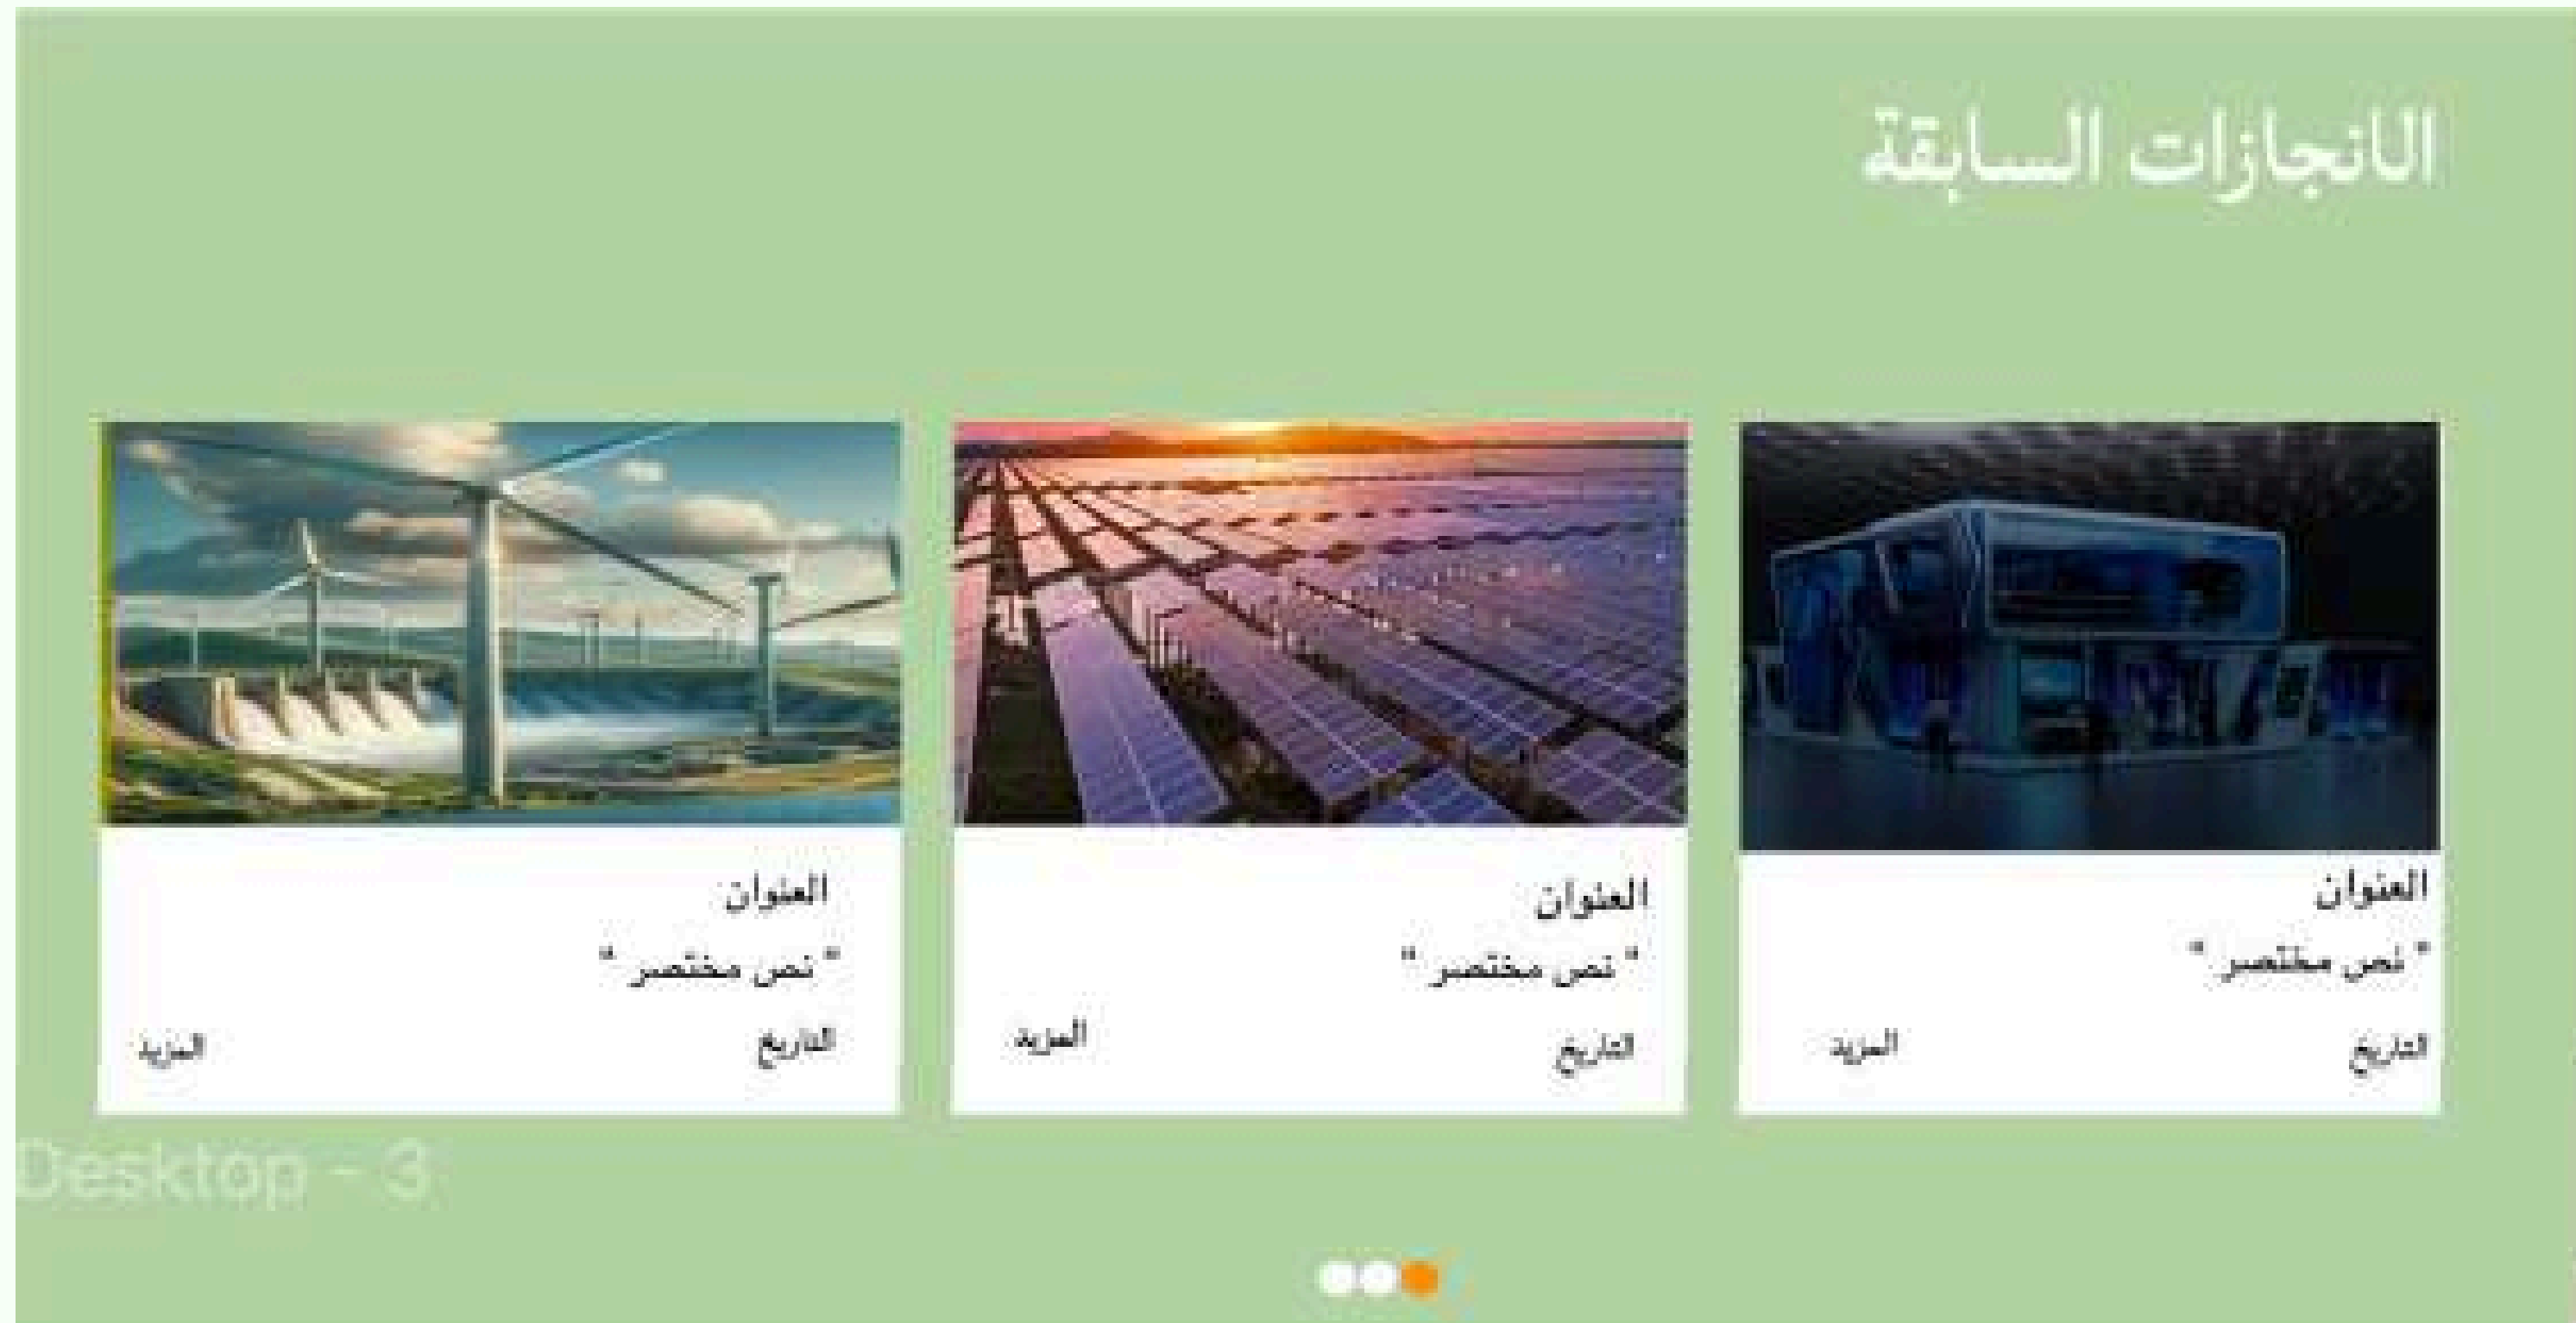 الانجازات السابقة
العنوان
" نص مختصر "
التاريخ
المزيد
العنوان
" نص مختصر "
التاريخ
المزيد
العنوان
" نص مختصر "
التاريخ
المزيد
Desktop - 3